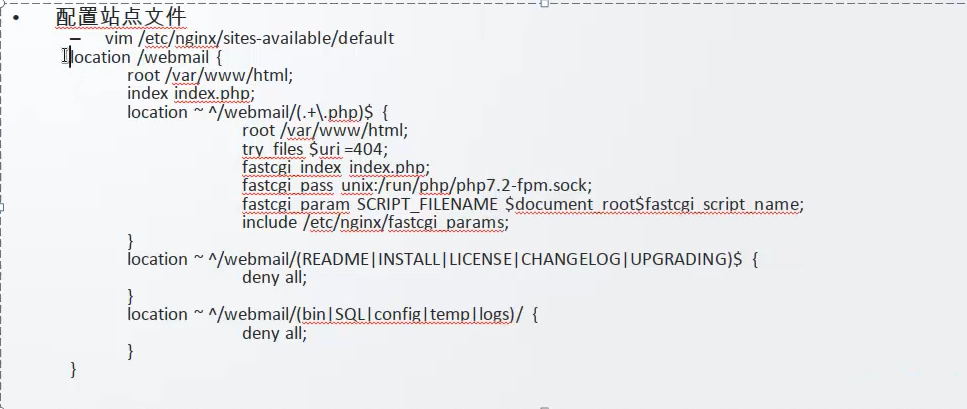 • 配置站点文件
– vim /etc/nginx/sites-available/default
location /webmail {
root /var/www/html;
index index.php;
location ~ ^/webmail/(.+\.php)$ {
root /var/www/html;
try_files $uri =404;
fastcgi_index index.php;
fastcgi_pass unix:/run/php/php7.2-fpm.sock;
fastcgi_param SCRIPT_FILENAME $document_root$fastcgi_script_name;
include /etc/nginx/fastcgi_params;
}
location ~ ^/webmail/(README|INSTALL|LICENSE|CHANGELOG|UPGRADING)$ {
deny all;
}
location ~ ^/webmail/(bin|SQL|config|temp|logs)/ {
deny all;
}
}